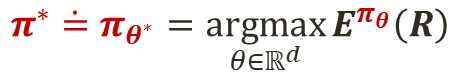 π* ≐ π_θ* = argmax E^π_θ (R)
θ∈ℝ^d